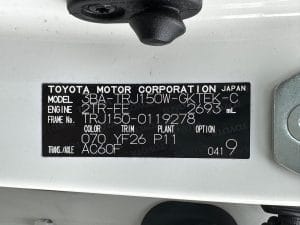 TOYOTA MOTOR CORPORATION JAPAN
MODEL 3BA-TRJ150W-GKTEK-C
ENGINE 2TR-FE 2693 mL
FRAME No. TRJ150-0119278
COLOR TRIM PLANT
070 YF26 P11
TRANS./AXLE AC60F 0419